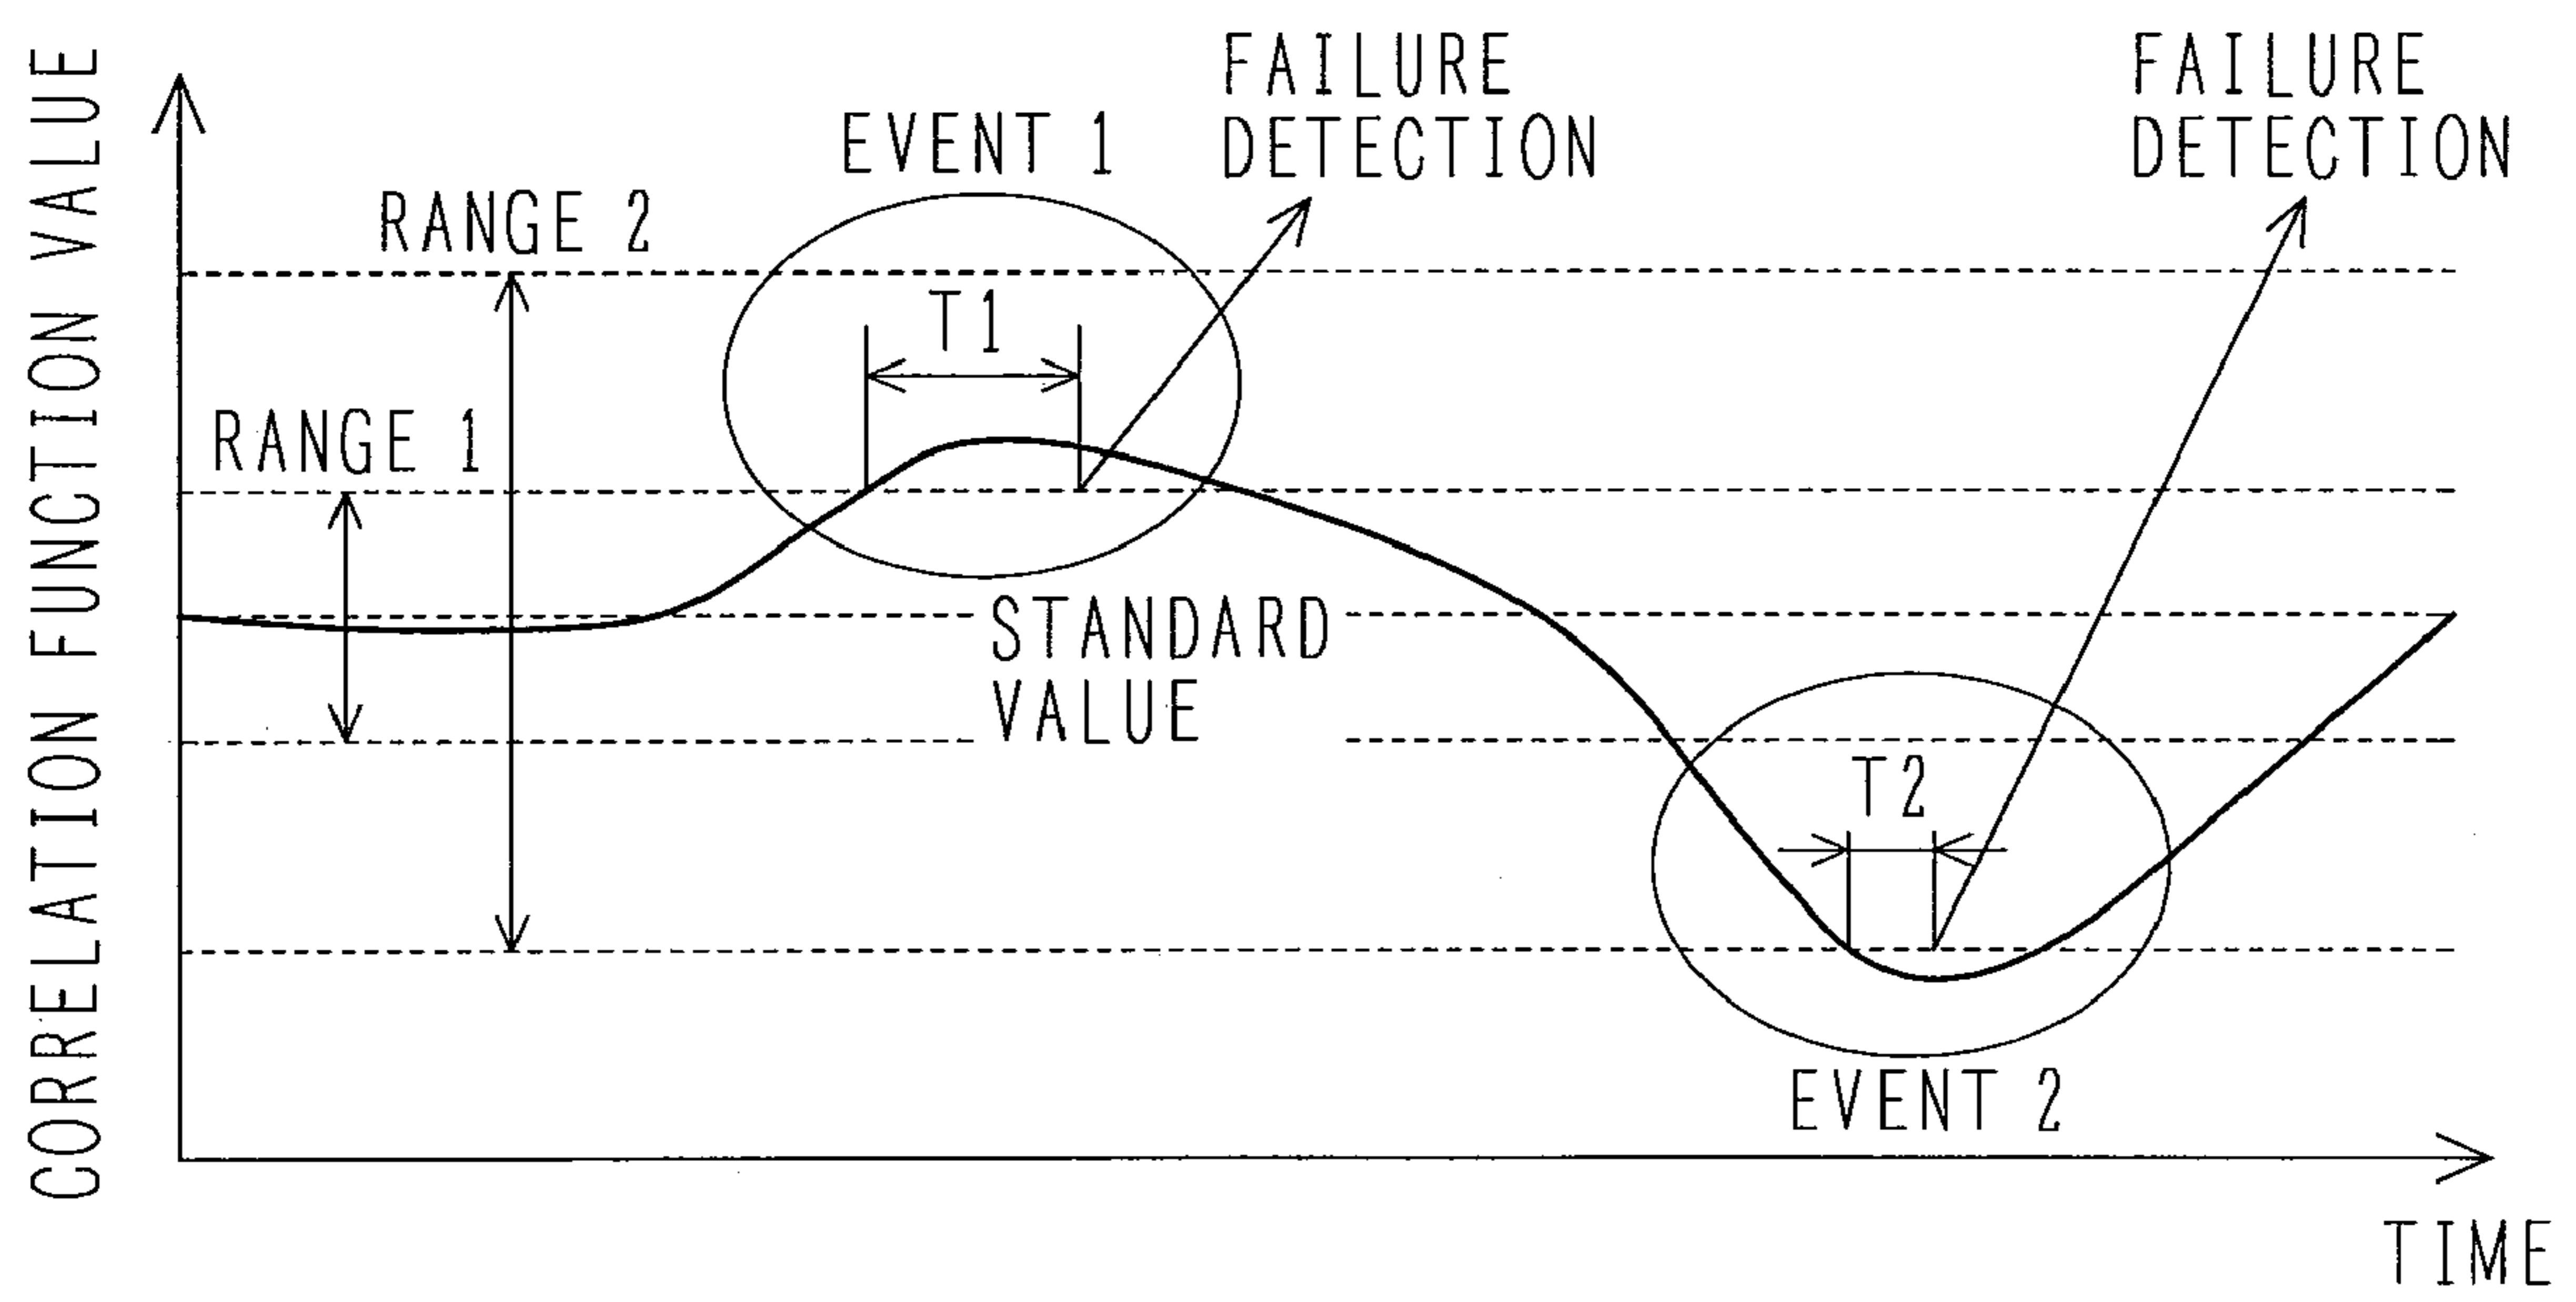 CORRELATION FUNCTION VALUE
FAILURE
DETECTION
FAILURE
DETECTION
EVENT 1
RANGE 2
T1
RANGE 1
STANDARD
VALUE
T2
EVENT 2
TIME